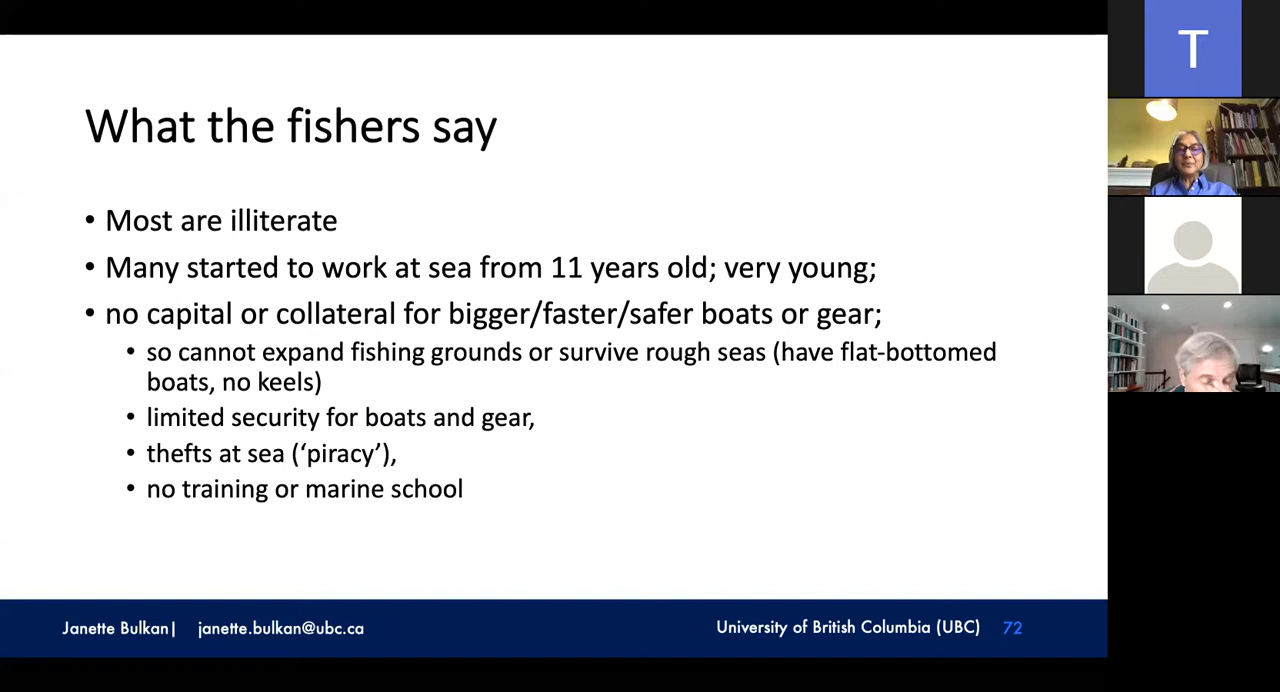 What the fishers say
• Most are illiterate
• Many started to work at sea from 11 years old; very young;
• no capital or collateral for bigger/faster/safer boats or gear;
• so cannot expand fishing grounds or survive rough seas (have flat-bottomed
boats, no keels)
• limited security for boats and gear,
• thefts at sea (‘piracy’),
• no training or marine school
Janette Bulkan| janette.bulkan@ubc.ca
University of British Columbia (UBC) 72
T